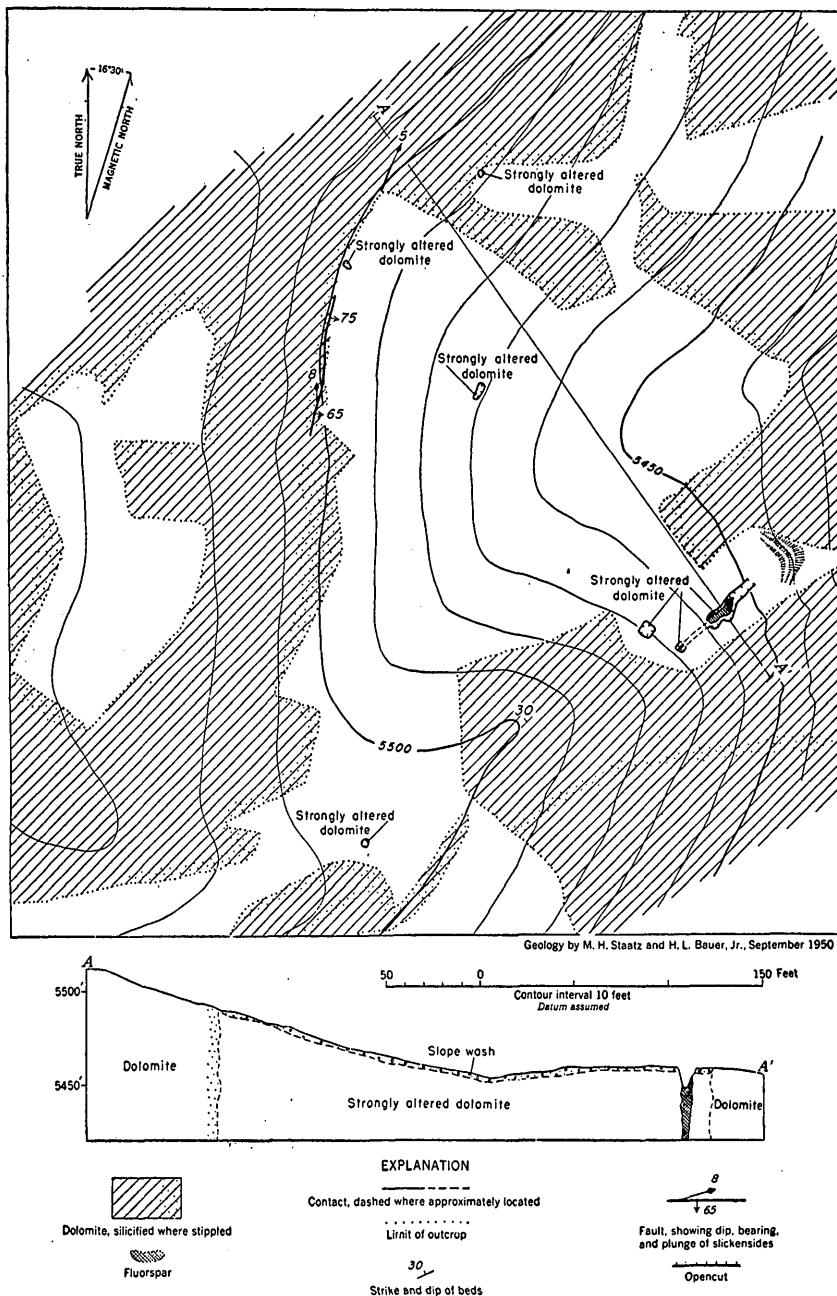 16°30'
TRUE NORTH
MAGNETIC NORTH
A
5
Strongly altered
dolomite
Strongly altered
dolomite
75
Strongly altered
dolomite
8
65
5450
Strongly altered
dolomite
A'
30
5500
Strongly altered
dolomite
Geology by M. H. Staatz and H. L. Bauer, Jr., September 1950
A
5500'
50 0 150 Feet
Contour interval 10 feet
Datum assumed
Slope wash
A'
5450'
Dolomite
Strongly altered dolomite
Dolomite
EXPLANATION
Dolomite, silicified where stippled
Fluorspar
Contact, dashed where approximately located
Limit of outcrop
30
Strike and dip of beds
8
65
Fault, showing dip, bearing,
and plunge of slickensides
Opencut